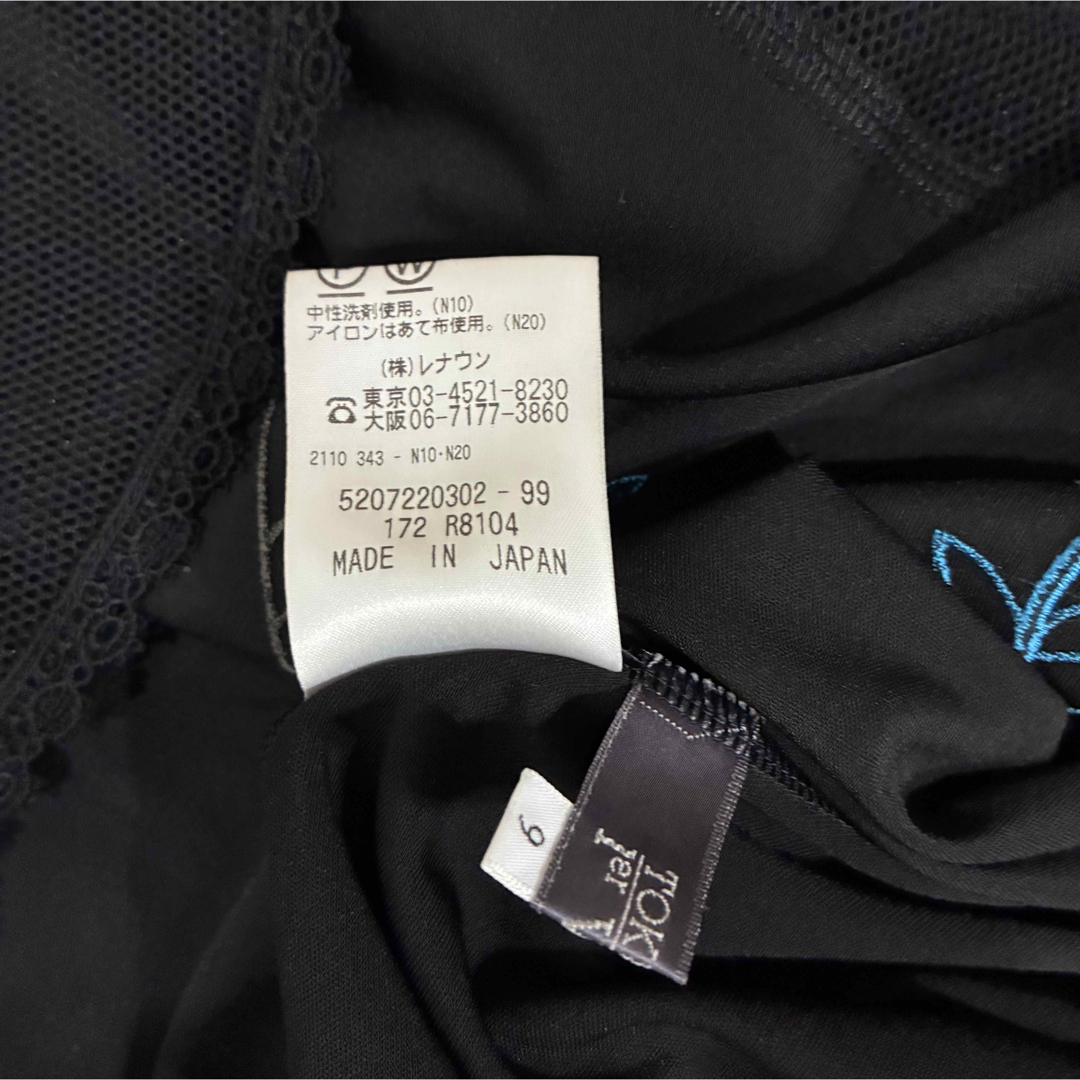 W
中性洗剤使用。(N10)
アイロンはあて布使用。(N20)
(株)レナウン
☎東京03-4521-8230
大阪06-7177-3860
2110 343 - N10・N20
5207220302 - 99
172 R8104
MADE IN JAPAN
9
TOK
Per